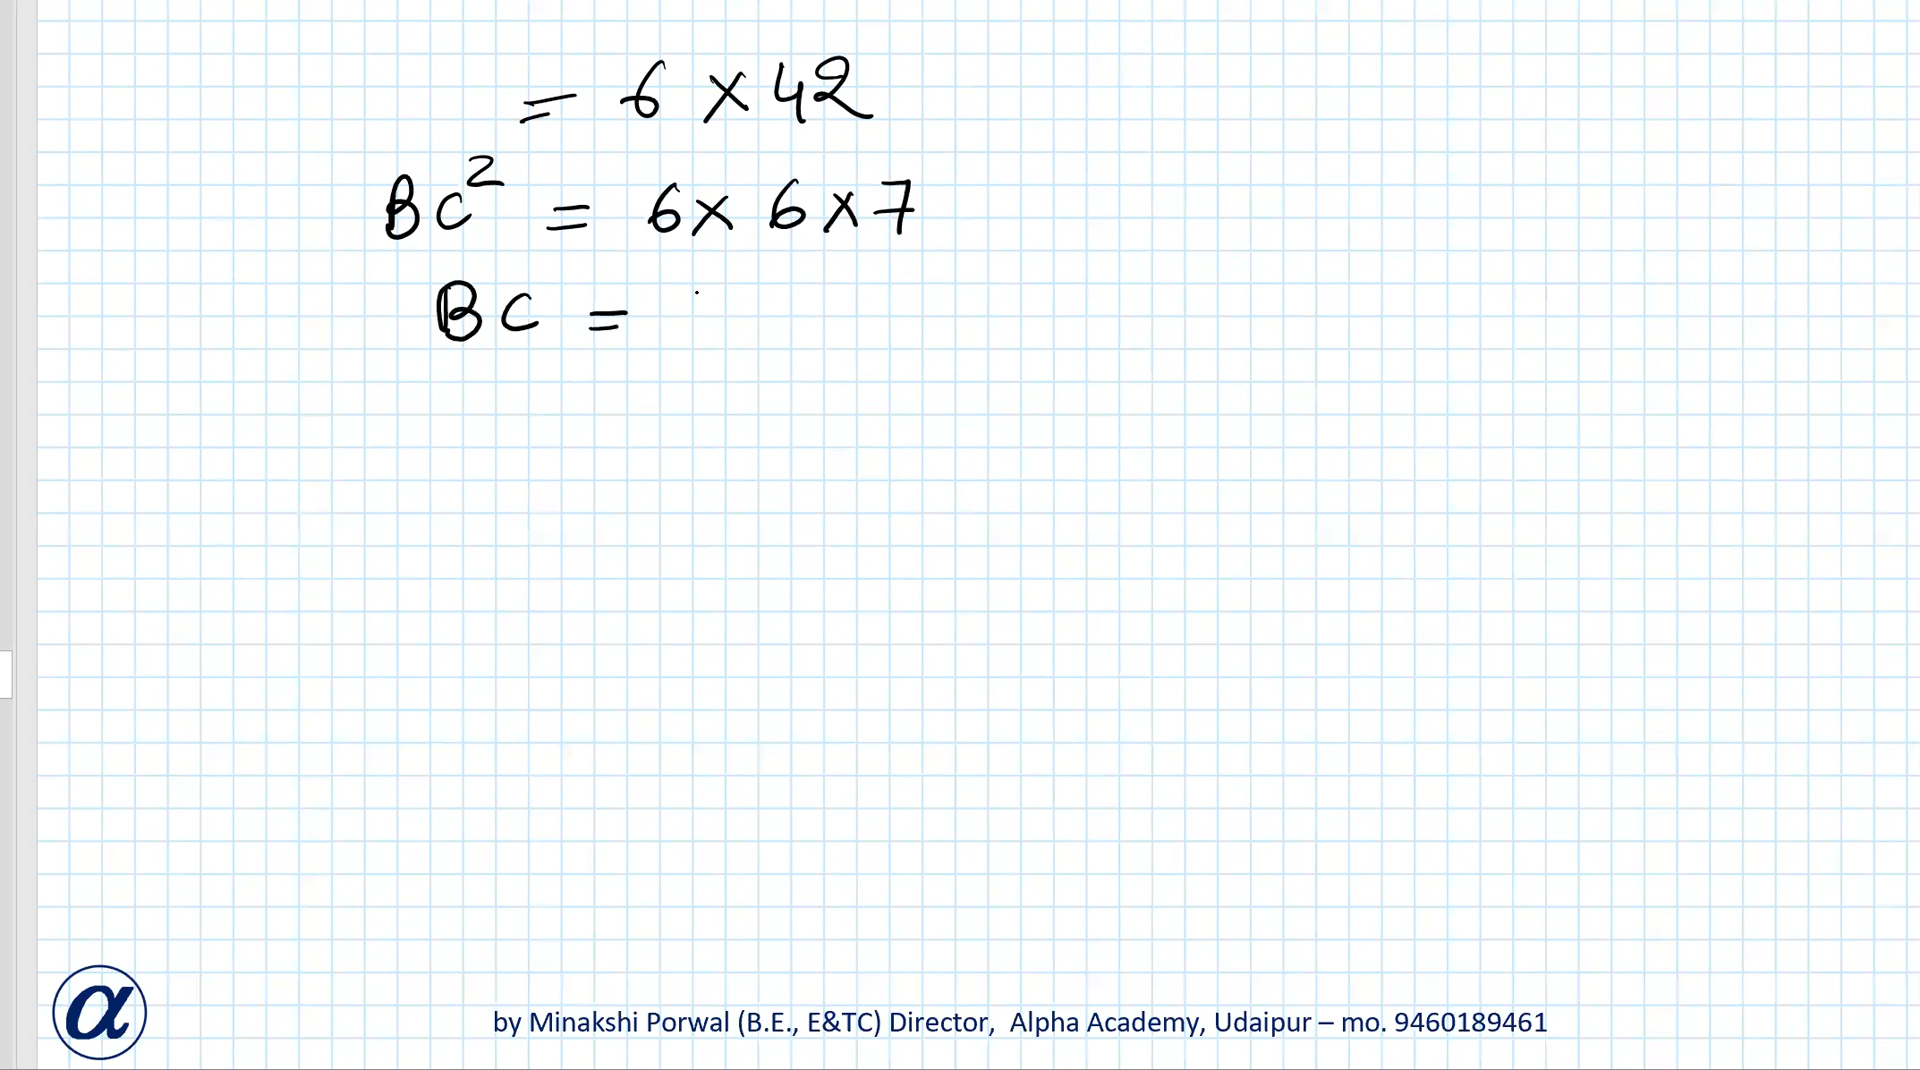 = 6 × 42
BC² = 6 × 6 × 7
BC =
α
by Minakshi Porwal (B.E., E&TC) Director, Alpha Academy, Udaipur – mo. 9460189461